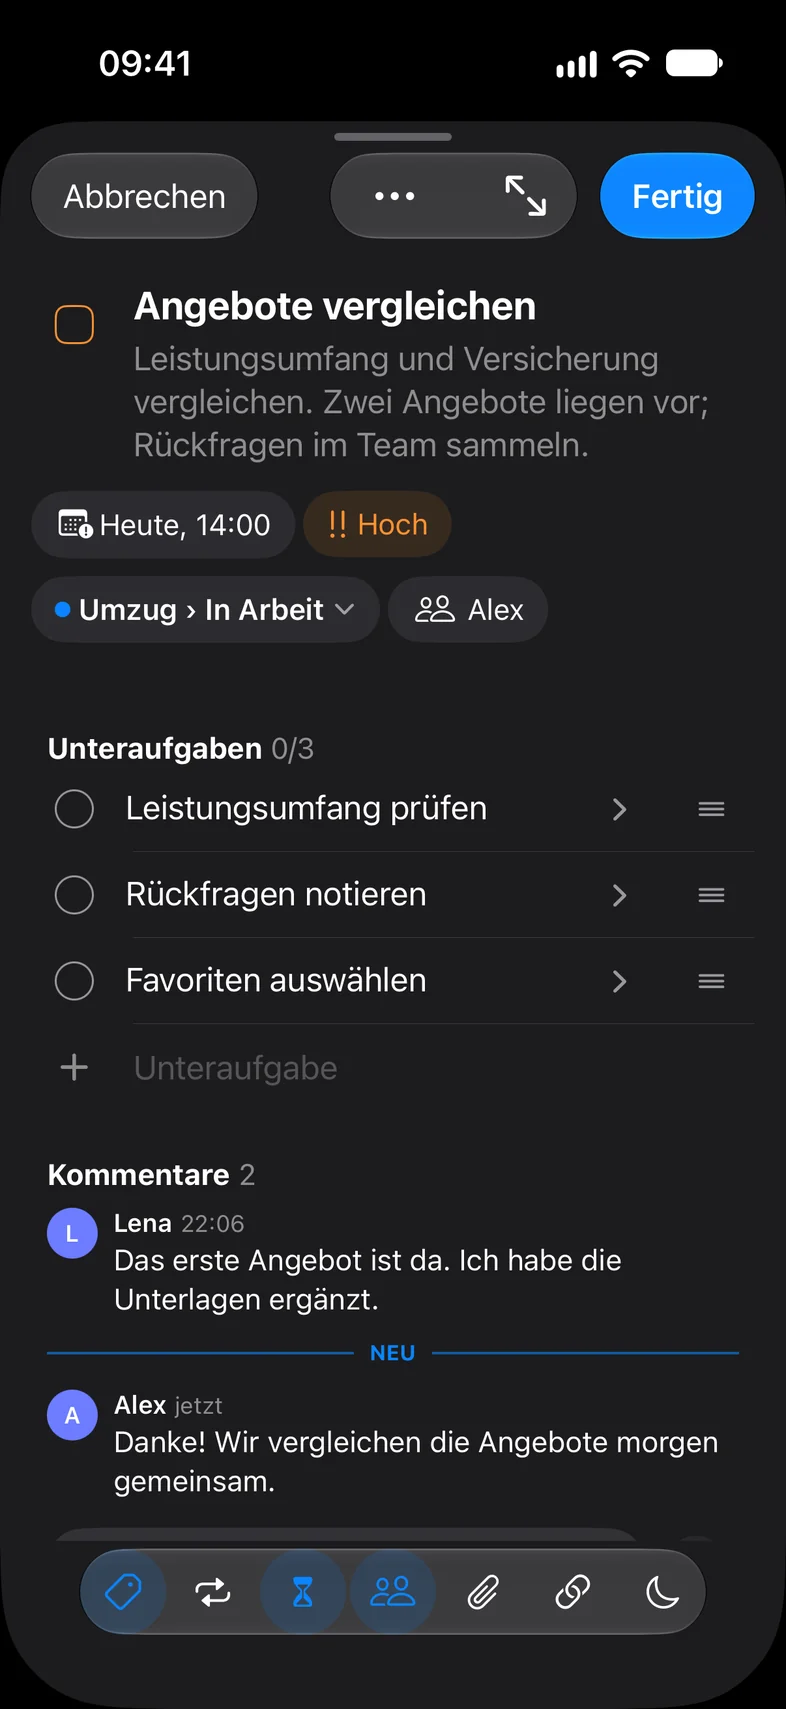 09:41
Abbrechen
Fertig
Angebote vergleichen
Leistungsumfang und Versicherung
vergleichen. Zwei Angebote liegen vor;
Rückfragen im Team sammeln.
Heute, 14:00
!! Hoch
Umzug › In Arbeit
Alex
Unteraufgaben 0/3
Leistungsumfang prüfen
Rückfragen notieren
Favoriten auswählen
Unteraufgabe
Kommentare 2
L
Lena 22:06
Das erste Angebot ist da. Ich habe die
Unterlagen ergänzt.
NEU
A
Alex jetzt
Danke! Wir vergleichen die Angebote morgen
gemeinsam.